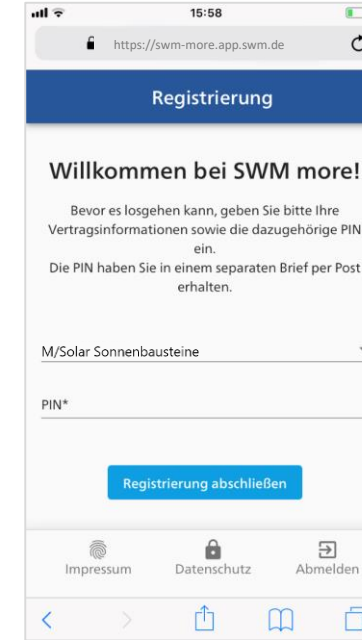 15:58
https://swm-more.app.swm.de
Registrierung
Willkommen bei SWM more!
Bevor es losgehen kann, geben Sie bitte Ihre
Vertragsinformationen sowie die dazugehörige PIN
ein.
Die PIN haben Sie in einem separaten Brief per Post
erhalten.
M/Solar Sonnenbausteine
PIN*
Registrierung abschließen
Impressum Datenschutz Abmelden